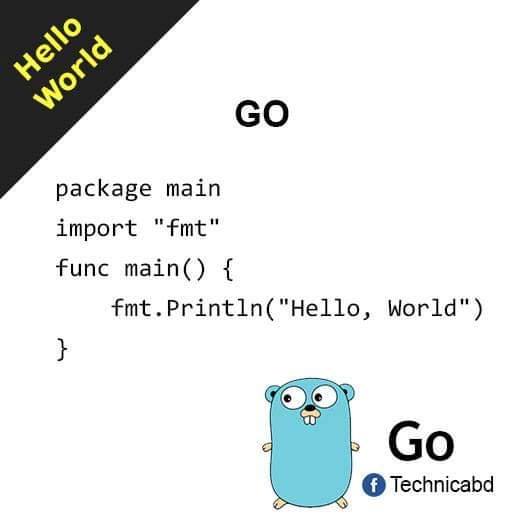 Hello
World
GO
package main
import "fmt"
func main() {
    fmt.Println("Hello, World")
}
Go
f Technicabd